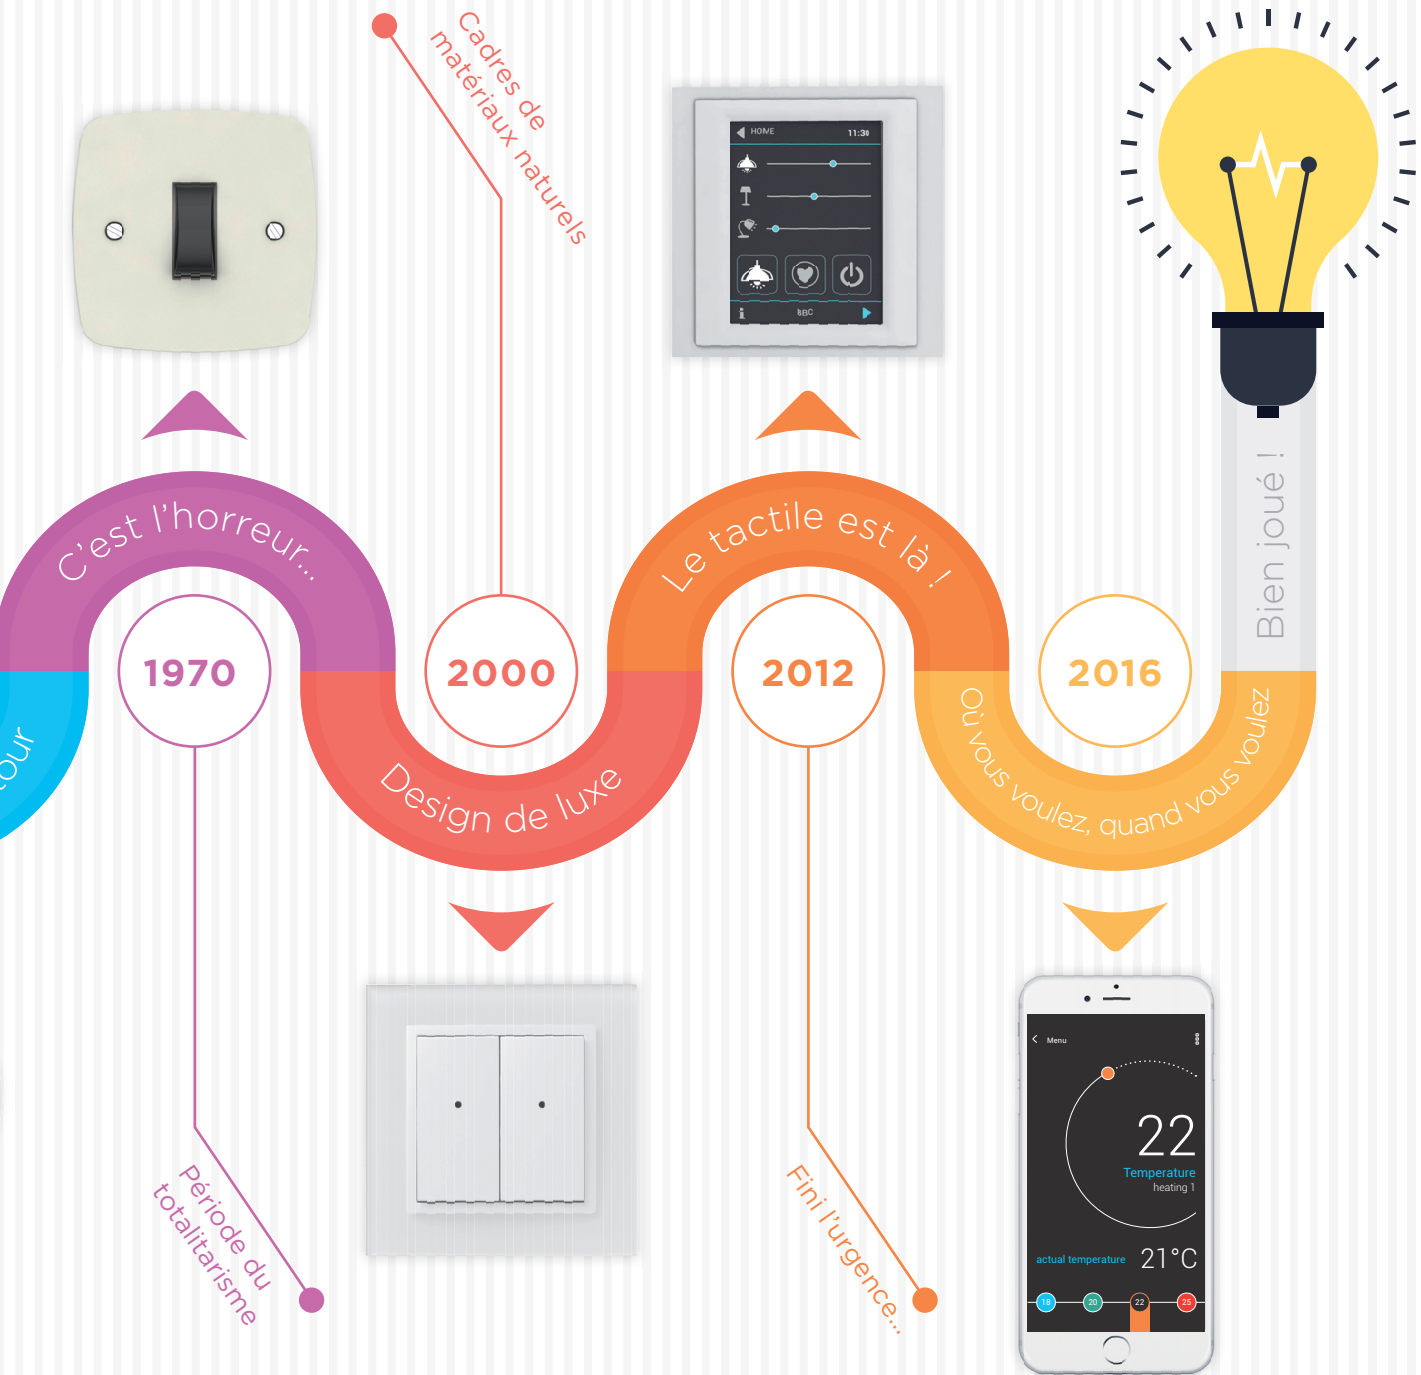 Cadres de
matériaux naturels
HOME 11:30
BBC
C'est l'horreur...
Le tactile est là !
Bien joué !
1970
2000
2012
2016
tour
Design de luxe
Où vous voulez, quand vous voulez
Période du
totalitarisme
Fini l'urgence...
Menu
22
Temperature
heating 1
actual temperature 21°C
18 20 22 25